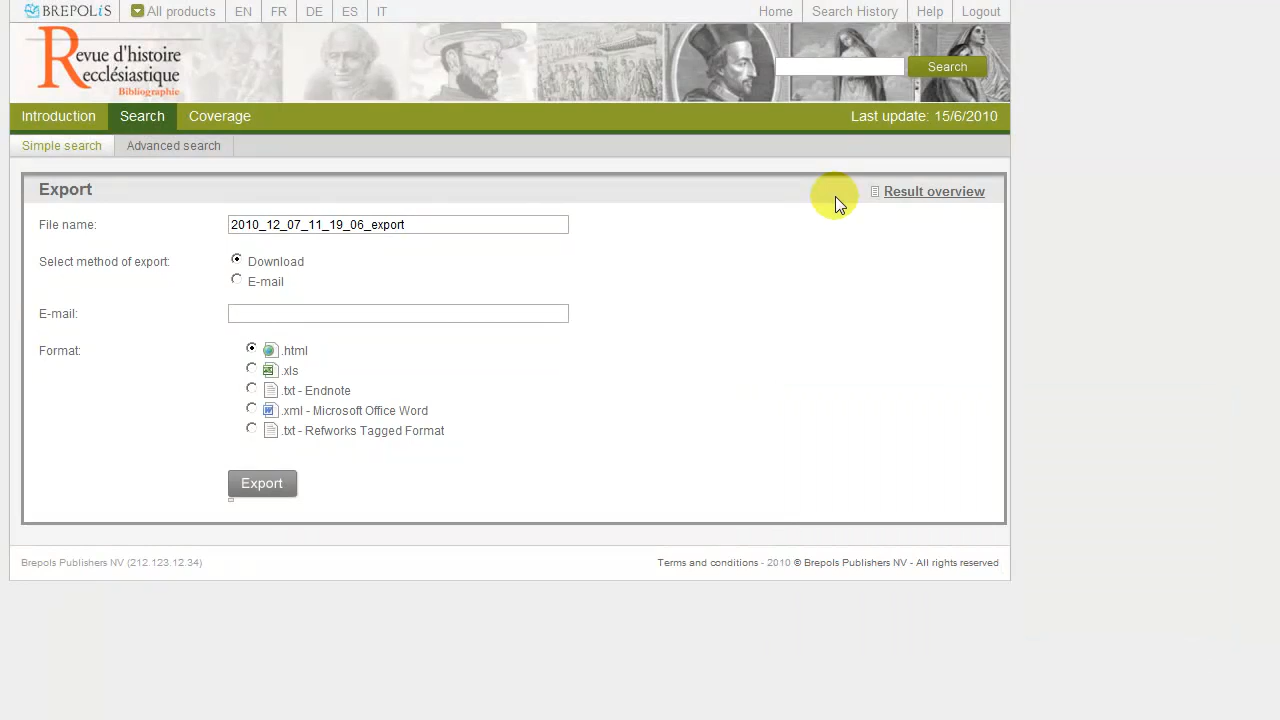 BREPOLiS All products EN FR DE ES IT Home Search History Help Logout
Revue d'histoire
ecclésiastique
Bibliographie
Search
Introduction Search Coverage Last update: 15/6/2010
Simple search Advanced search
Export Result overview
File name: 2010_12_07_11_19_06_export
Select method of export: Download
E-mail
E-mail:
Format: .html
.xls
.txt - Endnote
.xml - Microsoft Office Word
.txt - Refworks Tagged Format
Export
Brepols Publishers NV (212.123.12.34) Terms and conditions - 2010 © Brepols Publishers NV - All rights reserved